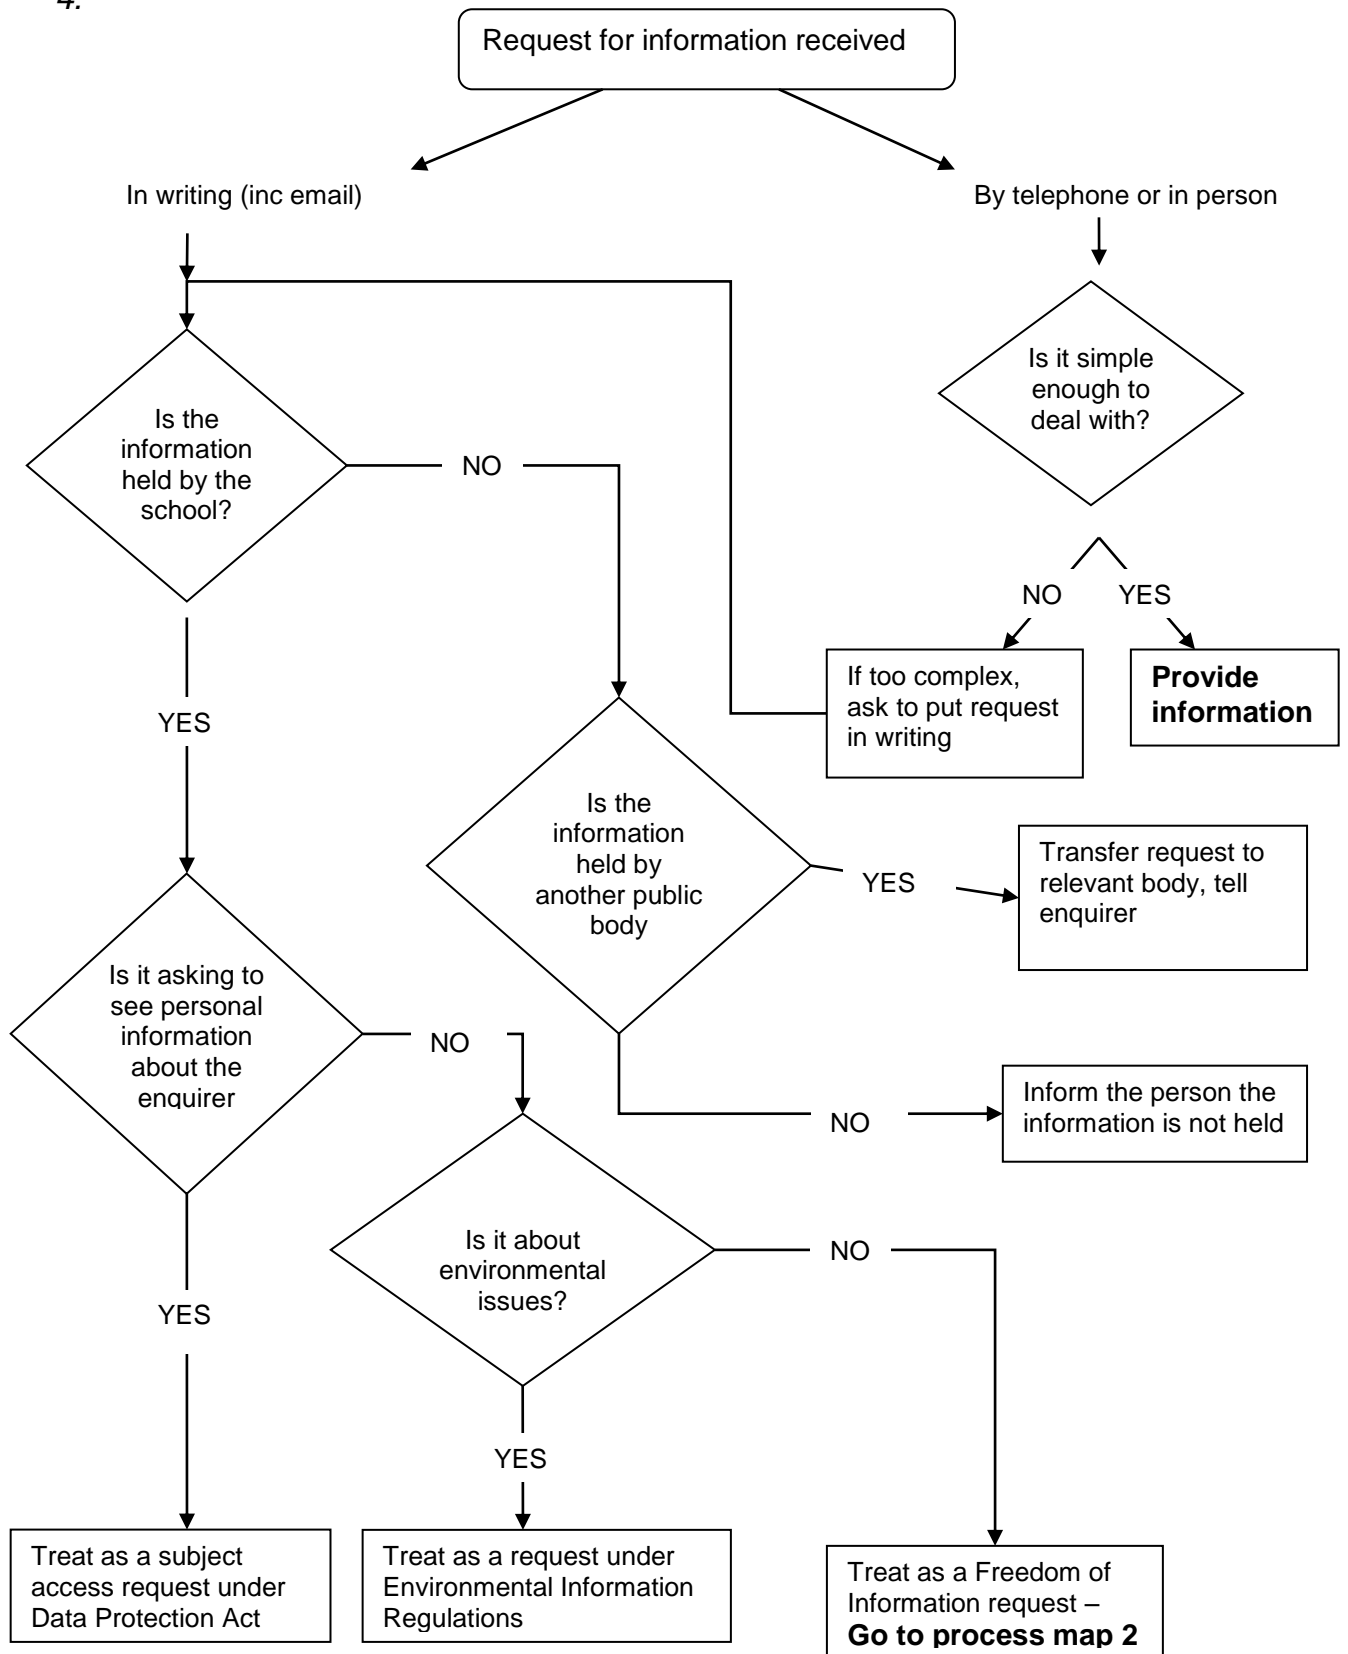 4.
Request for information received
In writing (inc email)
By telephone or in person
Is it simple
enough to
deal with?
Is the
information
held by the
school?
NO
NO
YES
If too complex,
ask to put request
in writing
Provide
information
YES
Is the
information
held by
another public
body
YES
Transfer request to
relevant body, tell
enquirer
Is it asking to
see personal
information
about the
enquirer
NO
NO
Inform the person the
information is not held
Is it about
environmental
issues?
NO
YES
YES
Treat as a subject
access request under
Data Protection Act
Treat as a request under
Environmental Information
Regulations
Treat as a Freedom of
Information request –
Go to process map 2